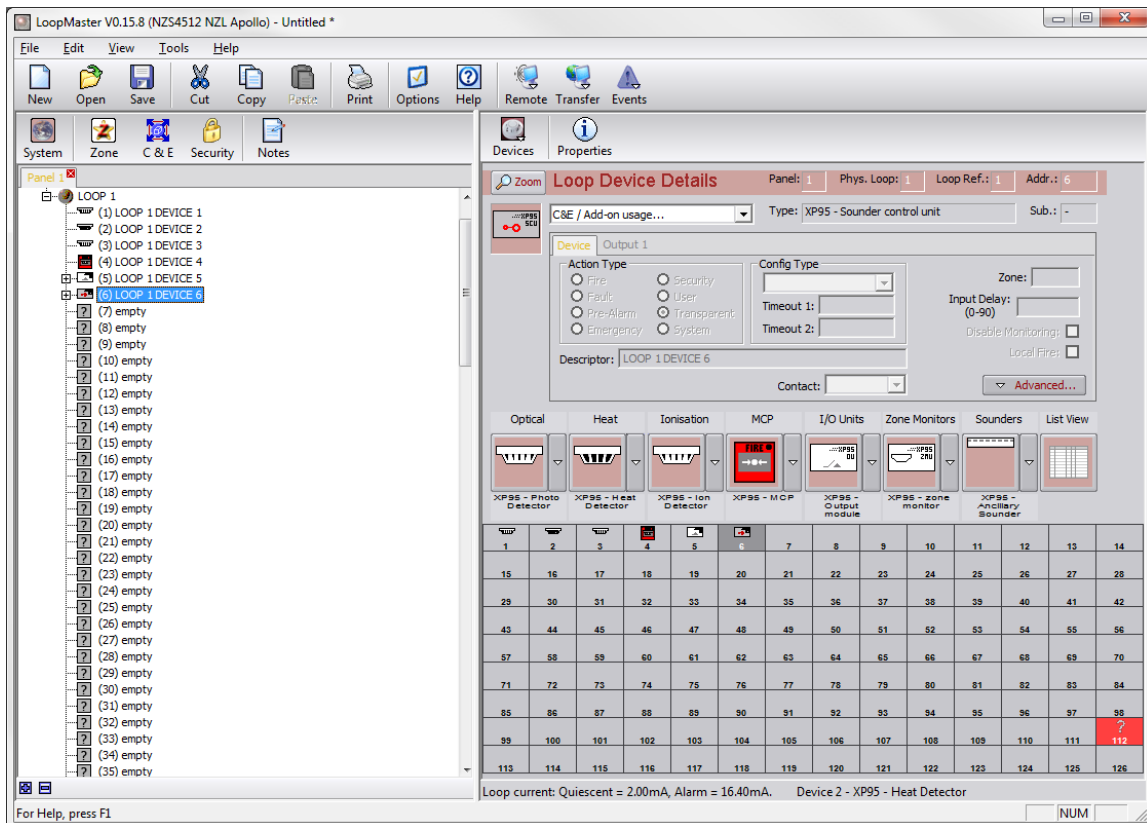 LoopMaster V0.15.8 (NZS4512 NZL Apollo) - Untitled *
File Edit View Tools Help
New Open Save Cut Copy Paste Print Options Help Remote Transfer Events
System Zone C & E Security Notes
Devices Properties
Panel 1
LOOP 1
(1) LOOP 1 DEVICE 1
(2) LOOP 1 DEVICE 2
(3) LOOP 1 DEVICE 3
(4) LOOP 1 DEVICE 4
(5) LOOP 1 DEVICE 5
(6) LOOP 1 DEVICE 6
? (7) empty
? (8) empty
? (9) empty
? (10) empty
? (11) empty
? (12) empty
? (13) empty
? (14) empty
? (15) empty
? (16) empty
? (17) empty
? (18) empty
? (19) empty
? (20) empty
? (21) empty
? (22) empty
? (23) empty
? (24) empty
? (25) empty
? (26) empty
? (27) empty
? (28) empty
? (29) empty
? (30) empty
? (31) empty
? (32) empty
? (33) empty
? (34) empty
? (35) empty
Zoom Loop Device Details Panel: 1 Phys. Loop: 1 Loop Ref.: 1 Addr.: 6
XP95 SCU
C&E / Add-on usage... Type: XP95 - Sounder control unit Sub.: -
Device Output 1
Action Type
Fire Security
Fault User
Pre-Alarm Transparent
Emergency System
Config Type
Timeout 1:
Timeout 2:
Zone:
Input Delay: (0-90)
Disable Monitoring:
Local Fire:
Descriptor: LOOP 1 DEVICE 6
Contact: Advanced...
Optical Heat Ionisation MCP I/O Units Zone Monitors Sounders List View
FIRE XP95 OU XP95 ZMU
XP95 - Photo Detector
XP95 - Heat Detector
XP95 - Ion Detector
XP95 - MCP
XP95 - Output module
XP95 - zone monitor
XP95 - Ancillary Sounder
1 2 3 4 5 6 7 8 9 10 11 12 13 14
15 16 17 18 19 20 21 22 23 24 25 26 27 28
29 30 31 32 33 34 35 36 37 38 39 40 41 42
43 44 45 46 47 48 49 50 51 52 53 54 55 56
57 58 59 60 61 62 63 64 65 66 67 68 69 70
71 72 73 74 75 76 77 78 79 80 81 82 83 84
85 86 87 88 89 90 91 92 93 94 95 96 97 98
99 100 101 102 103 104 105 106 107 108 109 110 111 ? 112
113 114 115 116 117 118 119 120 121 122 123 124 125 126
Loop current: Quiescent = 2.00mA, Alarm = 16.40mA. Device 2 - XP95 - Heat Detector
For Help, press F1 NUM